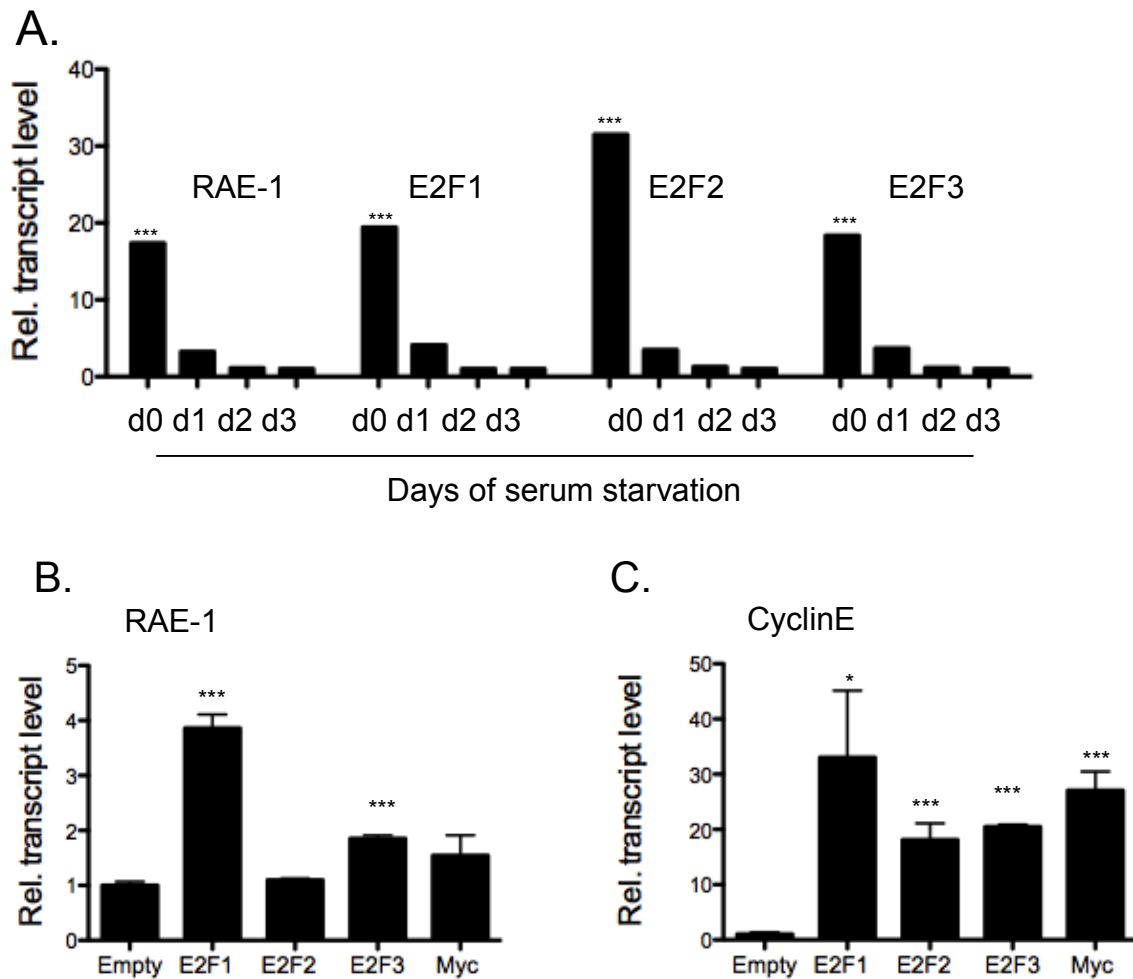 A.
Rel. transcript level
40
30
20
10
0
*** *** *** ***
RAE-1 E2F1 E2F2 E2F3
d0 d1 d2 d3 d0 d1 d2 d3 d0 d1 d2 d3 d0 d1 d2 d3
Days of serum starvation
B.
RAE-1
Rel. transcript level
5
4
3
2
1
0
*** ***
Empty E2F1 E2F2 E2F3 Myc
C.
CyclinE
Rel. transcript level
50
40
30
20
10
0
* *** *** ***
Empty E2F1 E2F2 E2F3 Myc